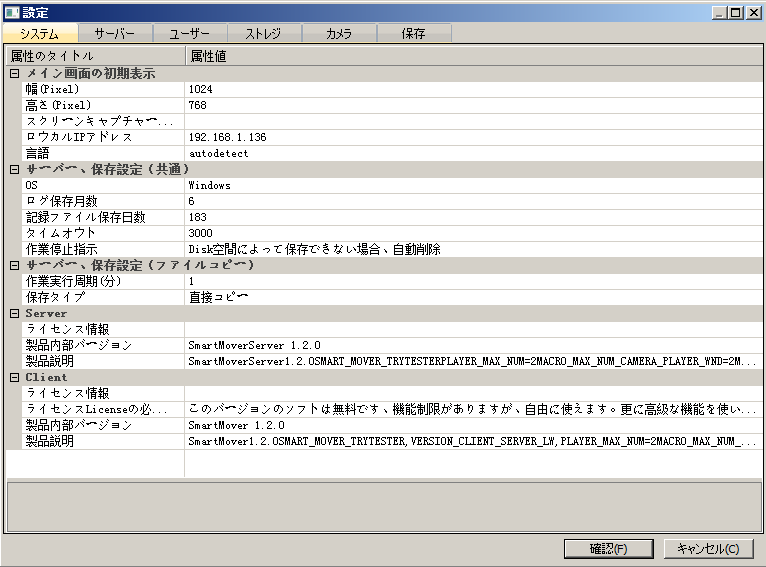 設定
システム サーバー ユーザー ストレジ カメラ 保存
属性のタイトル 属性値
メイン画面の初期表示
幅(Pixel) 1024
高さ(Pixel) 768
スクリーンキャプチャー...
ロウカルIPアドレス 192.168.1.136
言語 autodetect
サーバー、保存設定（共通）
OS Windows
ログ保存月数 6
記録ファイル保存日数 183
タイムオウト 3000
作業停止指示 Disk空間によって保存できない場合、自動削除
サーバー、保存設定（ファイルコピー）
作業実行周期(分) 1
保存タイプ 直接コピー
Server
ライセンス情報
製品内部バージョン SmartMoverServer 1.2.0
製品説明 SmartMoverServer1.2.0SMART_MOVER_TRYTESTERPLAYER_MAX_NUM=2MACRO_MAX_NUM_CAMERA_PLAYER_WND=2M...
Client
ライセンス情報
ライセンスLicenseの必... このバージョンのソフトは無料です、機能制限がありますが、自由に使えます。更に高級な機能を使い...
製品内部バージョン SmartMover 1.2.0
製品説明 SmartMover1.2.0SMART_MOVER_TRYTESTER,VERSION_CLIENT_SERVER_LW,PLAYER_MAX_NUM=2MACRO_MAX_NUM_...
確認(F) キャンセル(C)